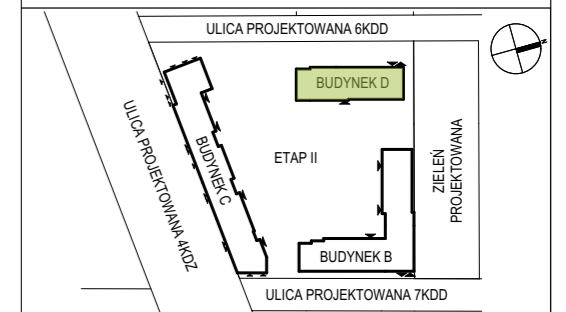 ULICA PROJEKTOWANA 6KDD
BUDYNEK D
ULICA PROJEKTOWANA 4KDZ
BUDYNEK C
ETAP II
ZIELEŃ
PROJEKTOWANA
BUDYNEK B
ULICA PROJEKTOWANA 7KDD